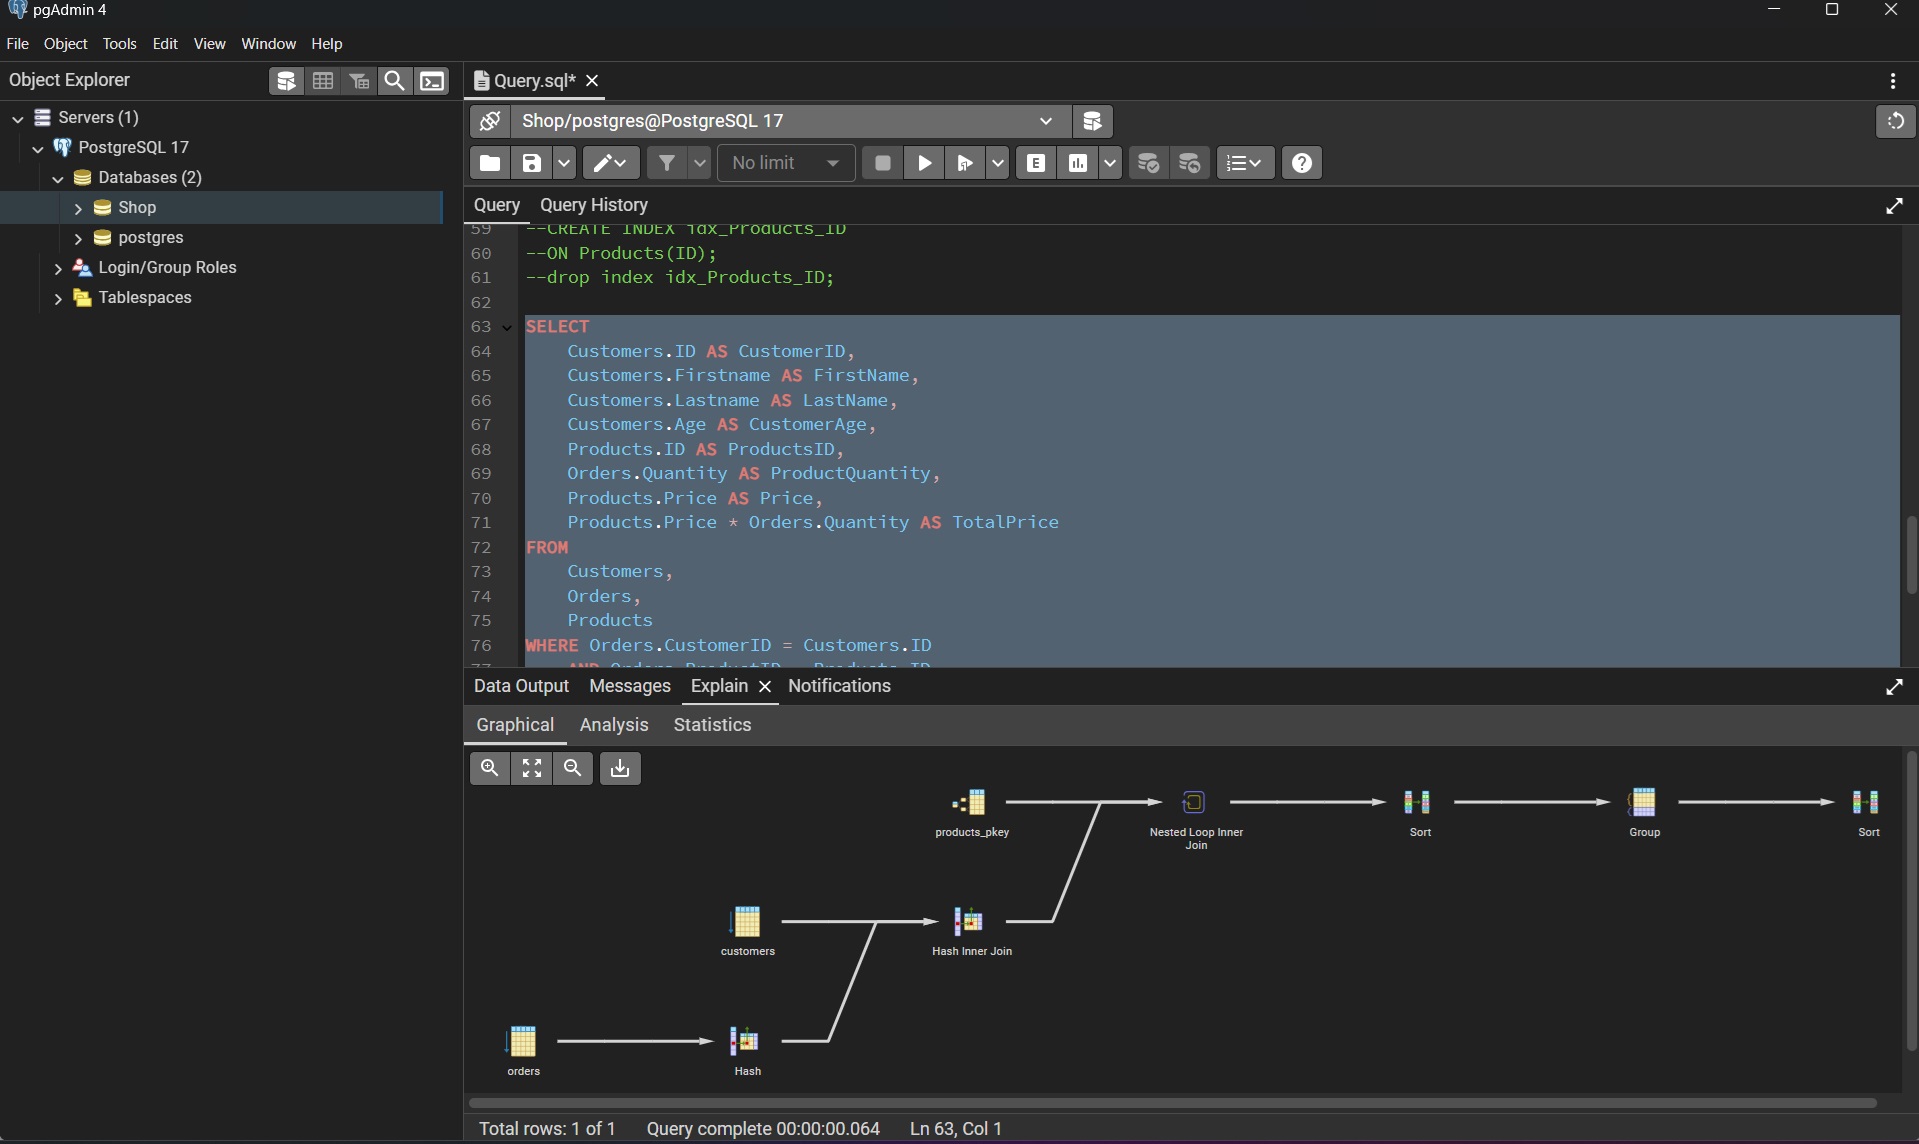 pgAdmin 4
File Object Tools Edit View Window Help
Object Explorer
Servers (1)
PostgreSQL 17
Databases (2)
Shop
postgres
Login/Group Roles
Tablespaces
Query.sql*
Shop/postgres@PostgreSQL 17
No limit
E
Query Query History
59 --CREATE INDEX idx_Products_ID
60 --ON Products(ID);
61 --drop index idx_Products_ID;
62
63 SELECT
64 Customers.ID AS CustomerID,
65 Customers.Firstname AS FirstName,
66 Customers.Lastname AS LastName,
67 Customers.Age AS CustomerAge,
68 Products.ID AS ProductsID,
69 Orders.Quantity AS ProductQuantity,
70 Products.Price AS Price,
71 Products.Price * Orders.Quantity AS TotalPrice
72 FROM
73 Customers,
74 Orders,
75 Products
76 WHERE Orders.CustomerID = Customers.ID
77 AND Orders.ProductID = Products.ID
Data Output Messages Explain Notifications
Graphical Analysis Statistics
products_pkey
Nested Loop Inner
Join
Sort
Group
Sort
customers
Hash Inner Join
orders
Hash
Total rows: 1 of 1 Query complete 00:00:00.064 Ln 63, Col 1